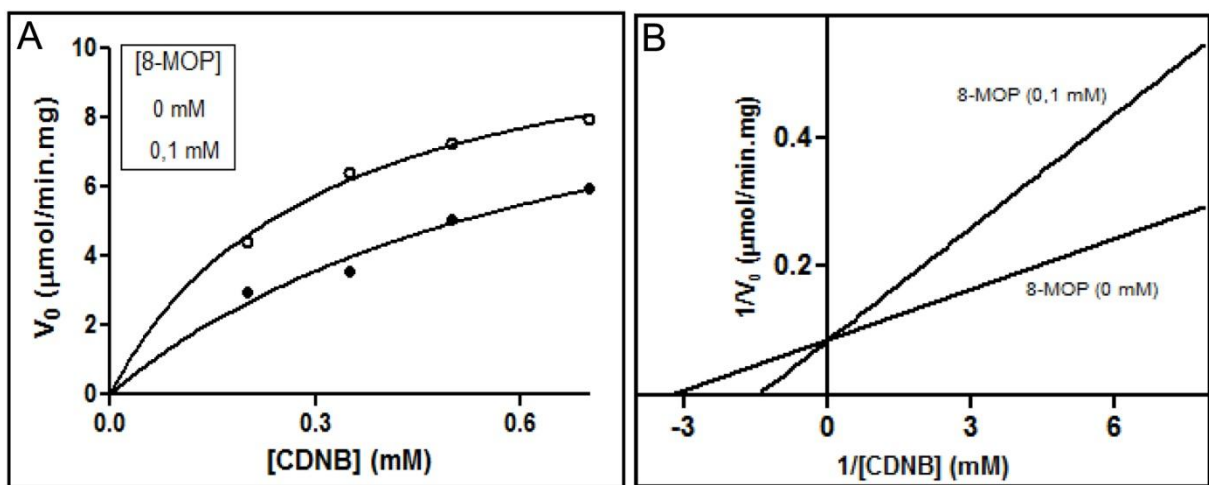 A
[8-MOP]
0 mM
0,1 mM
V₀ (µmol/min.mg)
10
8
6
4
2
0
0.0
0.3
0.6
[CDNB] (mM)
B
8-MOP (0,1 mM)
8-MOP (0 mM)
1/V₀ (µmol/min.mg)
0.4
0.2
-3
0
3
6
1/[CDNB] (mM)